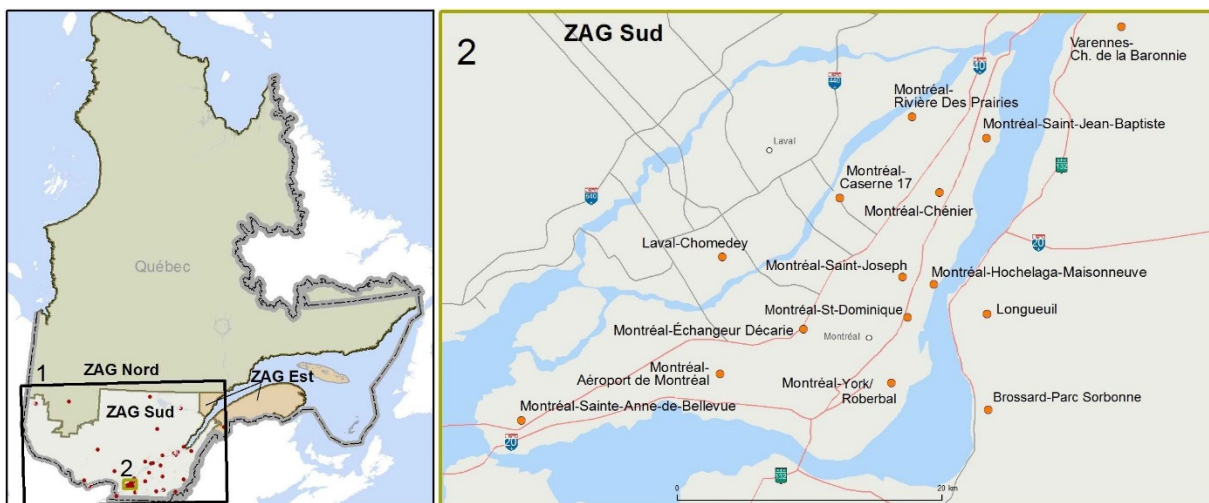 Québec
ZAG Nord
1
ZAG Est
ZAG Sud
2
2
ZAG Sud
Varennes-
Ch. de la Baronnie
40
440
Montréal-
Rivière Des Prairies
Montréal-Saint-Jean-Baptiste
Laval
132
Montréal-
Caserne 17
640
Montréal-Chénier
20
Laval-Chomedey
Montréal-Saint-Joseph
Montréal-Hochelaga-Maisonneuve
Montréal-St-Dominique
Longueuil
Montréal-Échangeur Décarie
Montréal
Montréal-
Aéroport de Montréal
Montréal-York/
Roberbal
Brossard-Parc Sorbonne
Montréal-Sainte-Anne-de-Bellevue
20
132
0
20 km